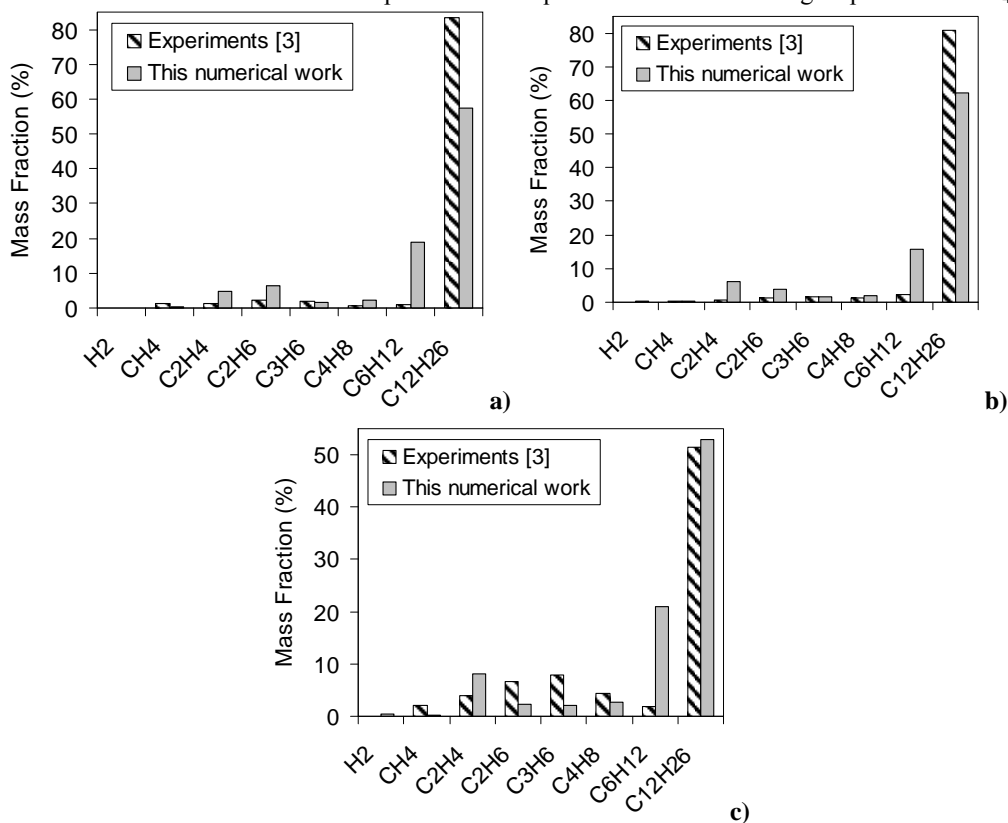 80
70
60
50
40
30
20
10
0
Mass Fraction (%)
Experiments [3]
This numerical work
H2
CH4
C2H4
C2H6
C3H6
C4H8
C6H12
C12H26
a)
80
70
60
50
40
30
20
10
0
Mass Fraction (%)
Experiments [3]
This numerical work
H2
CH4
C2H4
C2H6
C3H6
C4H8
C6H12
C12H26
b)
50
40
30
20
10
0
Mass Fraction (%)
Experiments [3]
This numerical work
H2
CH4
C2H4
C2H6
C3H6
C4H8
C6H12
C12H26
c)